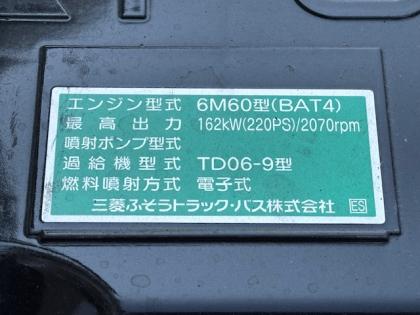 エンジン型式 6M60型(BAT4)
最高出力 162kW(220PS)/2070rpm
噴射ポンプ型式
過給機型式 TD06-9型
燃料噴射方式 電子式
三菱ふそうトラック・バス株式会社 ES